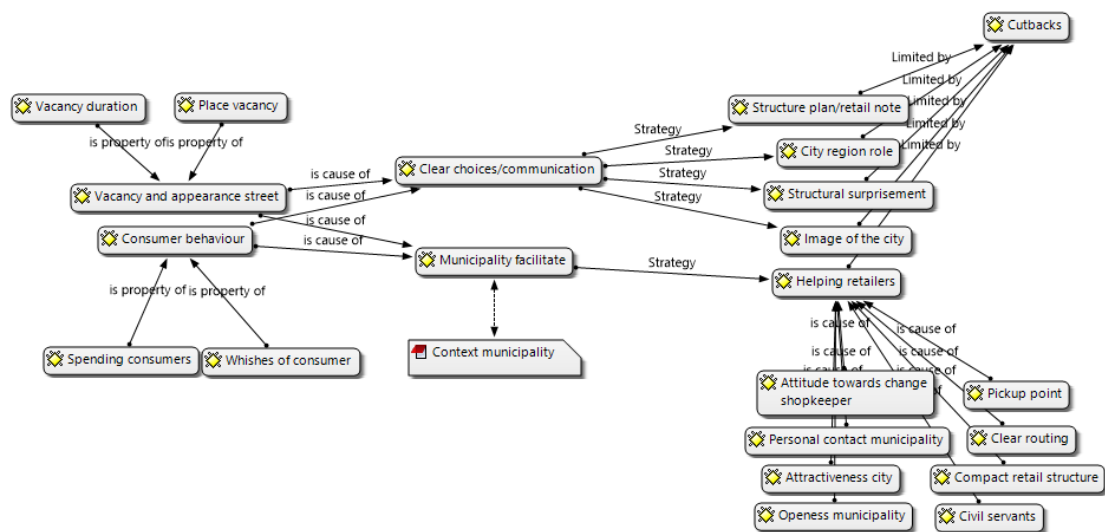 Cutbacks
Limited by
Vacancy duration
Place vacancy
Structure plan/retail note
Limited by
Limited by
Strategy
Limited by
is property of
is property of
Limited by
City region role
Strategy
Clear choices/communication
is cause of
Strategy
Vacancy and appearance street
is cause of
Strategy
Structural surprisement
is cause of
Consumer behaviour
is cause of
Image of the city
Municipality facilitate
Strategy
Helping retailers
is property of
is property of
is cause of
is cause of
Spending consumers
Whishes of consumer
Context municipality
is cause of
is cause of
is cause of
Attitude towards change
shopkeeper
Pickup point
Personal contact municipality
Clear routing
Attractiveness city
Compact retail structure
Openess municipality
Civil servants